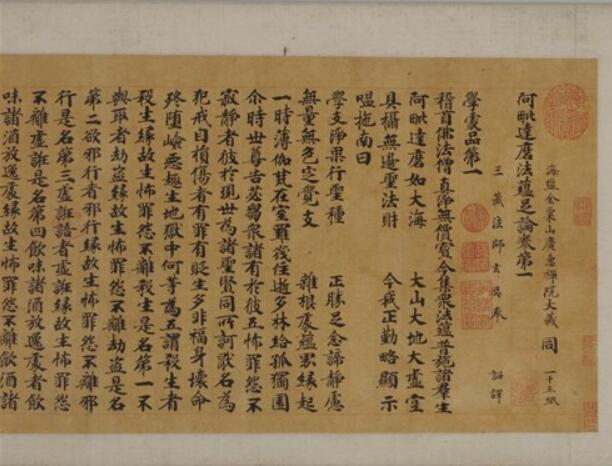 海鹽金粟山廣惠禪院大藏 同 一十五紙
阿毗達磨法蘊足論卷第一
三藏法師玄奘奉 詔譯
學處品第一
稽首佛法僧真淨無價寶 今集衆法蘊普施諸羣生
阿毗達磨如大海 大山大地大虛空
具攝無邊聖法財 今我正勤略顯示
嗢拖南曰
學支淨果行聖種 正勝足念諦靜慮
無量無色定覺支 雜根處蘊界緣起
一時薄伽梵在室羅筏住逝多林給孤獨園
尒時世尊告苾芻衆諸有於彼五怖罪怨不
寂靜者彼於現世為諸聖賢同所訶猒名為
犯戒自損傷者有罪有貶生多非福身壞命
終墮嶮惡趣生地獄中何等為五謂殺生者
殺生緣故生怖罪怨不離殺生是名第一不
與取者劫盜緣故生怖罪怨不離劫盜是名
第二欲邪行者邪行緣故生怖罪怨不離邪
行是名第三虛誑語者虛誑緣故生怖罪怨
不離虛誑是名第四飲味諸酒放逸處者飲
味諸酒放逸處緣故生怖罪怨不離飲酒諸